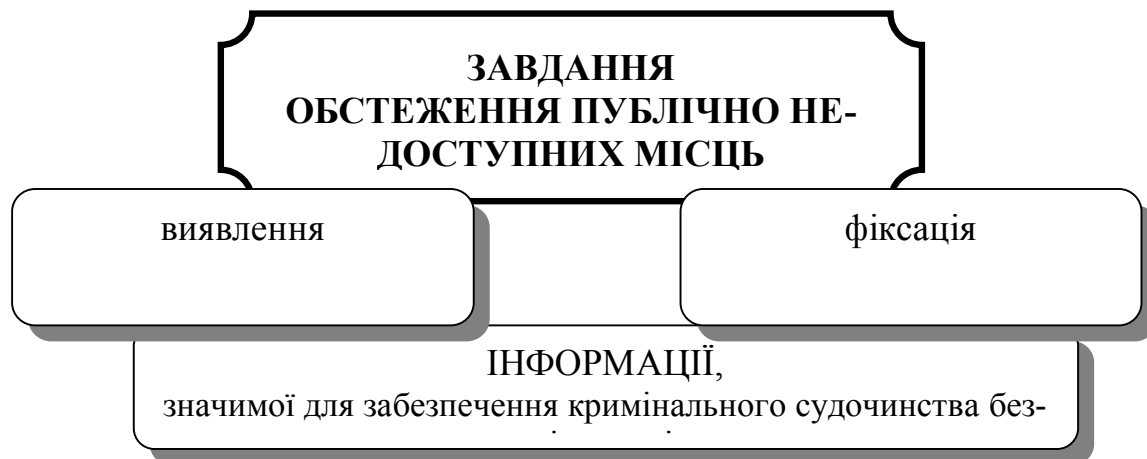 ЗАВДАННЯ
ОБСТЕЖЕННЯ ПУБЛІЧНО НЕ-
ДОСТУПНИХ МІСЦЬ
виявлення
фіксація
ІНФОРМАЦІЇ,
значимої для забезпечення кримінального судочинства без-